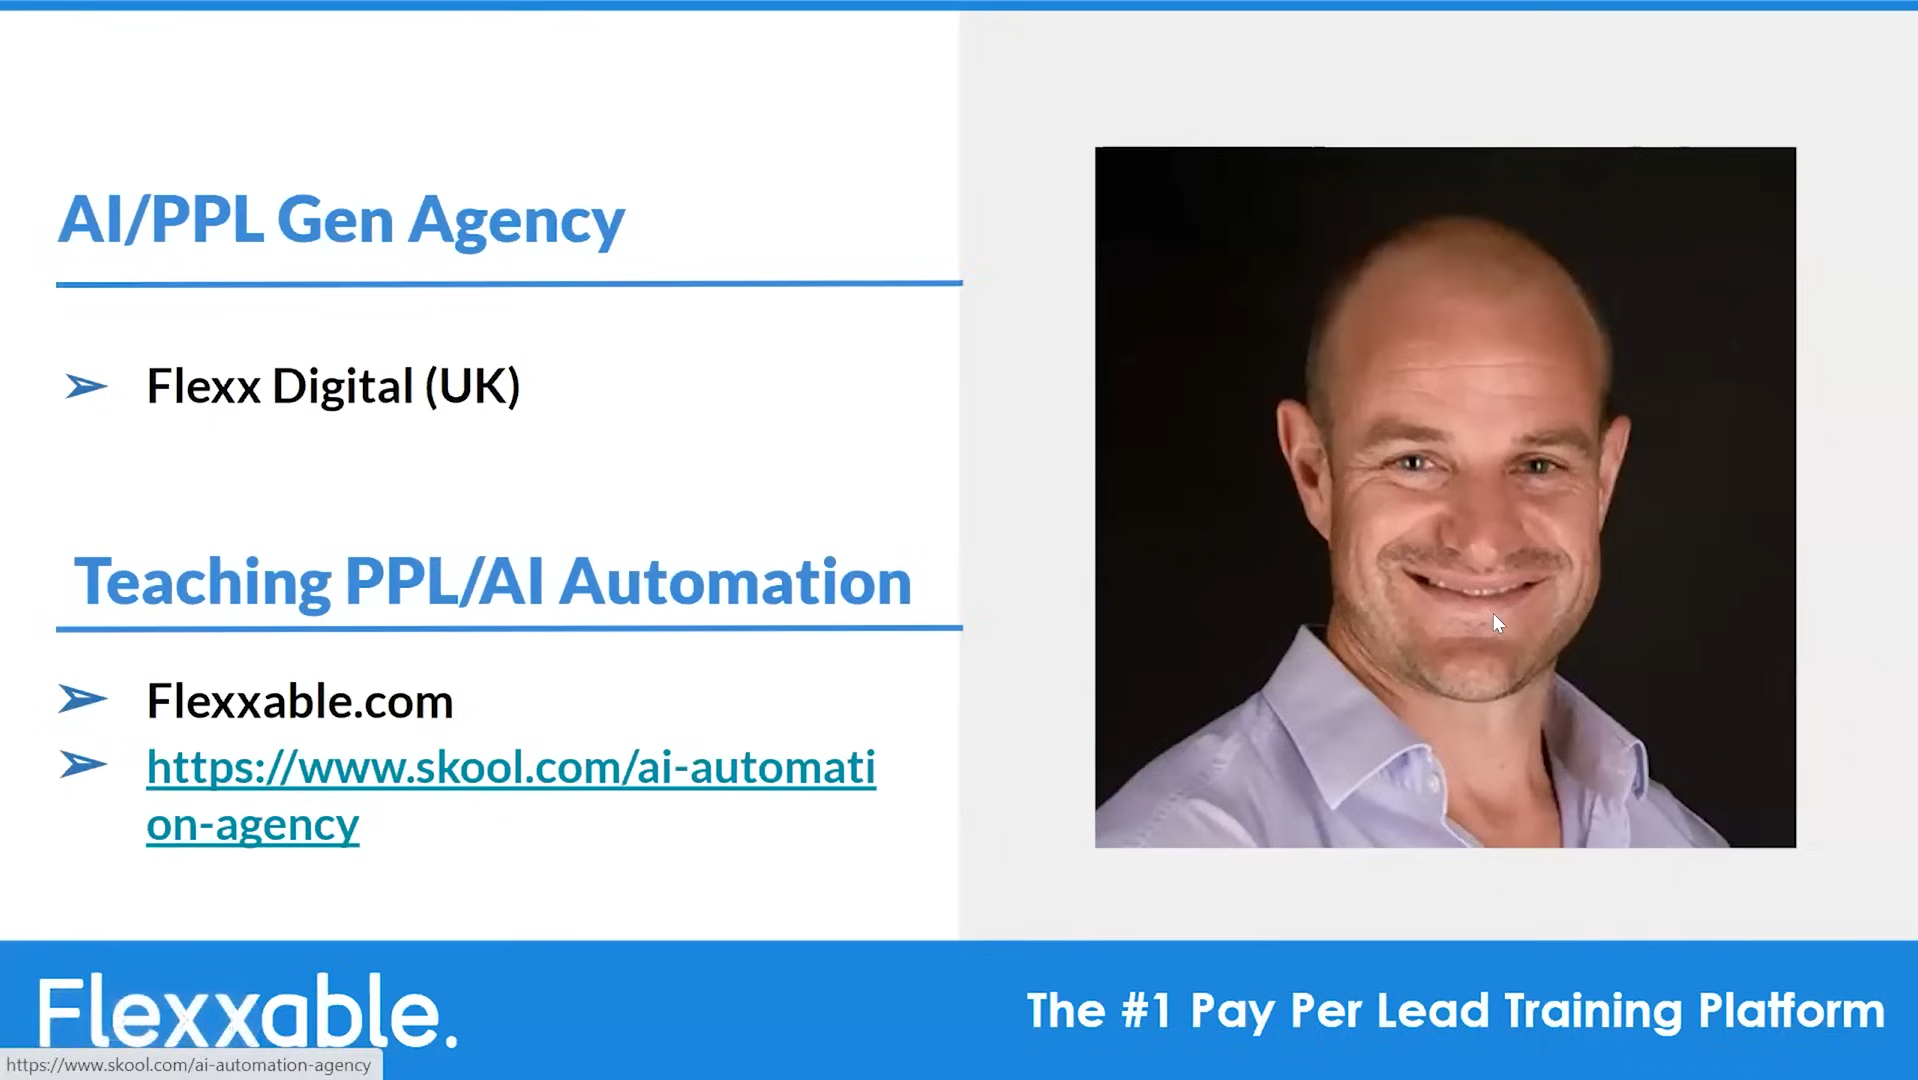 AI/PPL Gen Agency
Flexx Digital (UK)
Teaching PPL/AI Automation
Flexxable.com
https://www.skool.com/ai-automati
on-agency
Flexxable.
The #1 Pay Per Lead Training Platform
https://www.skool.com/ai-automation-agency